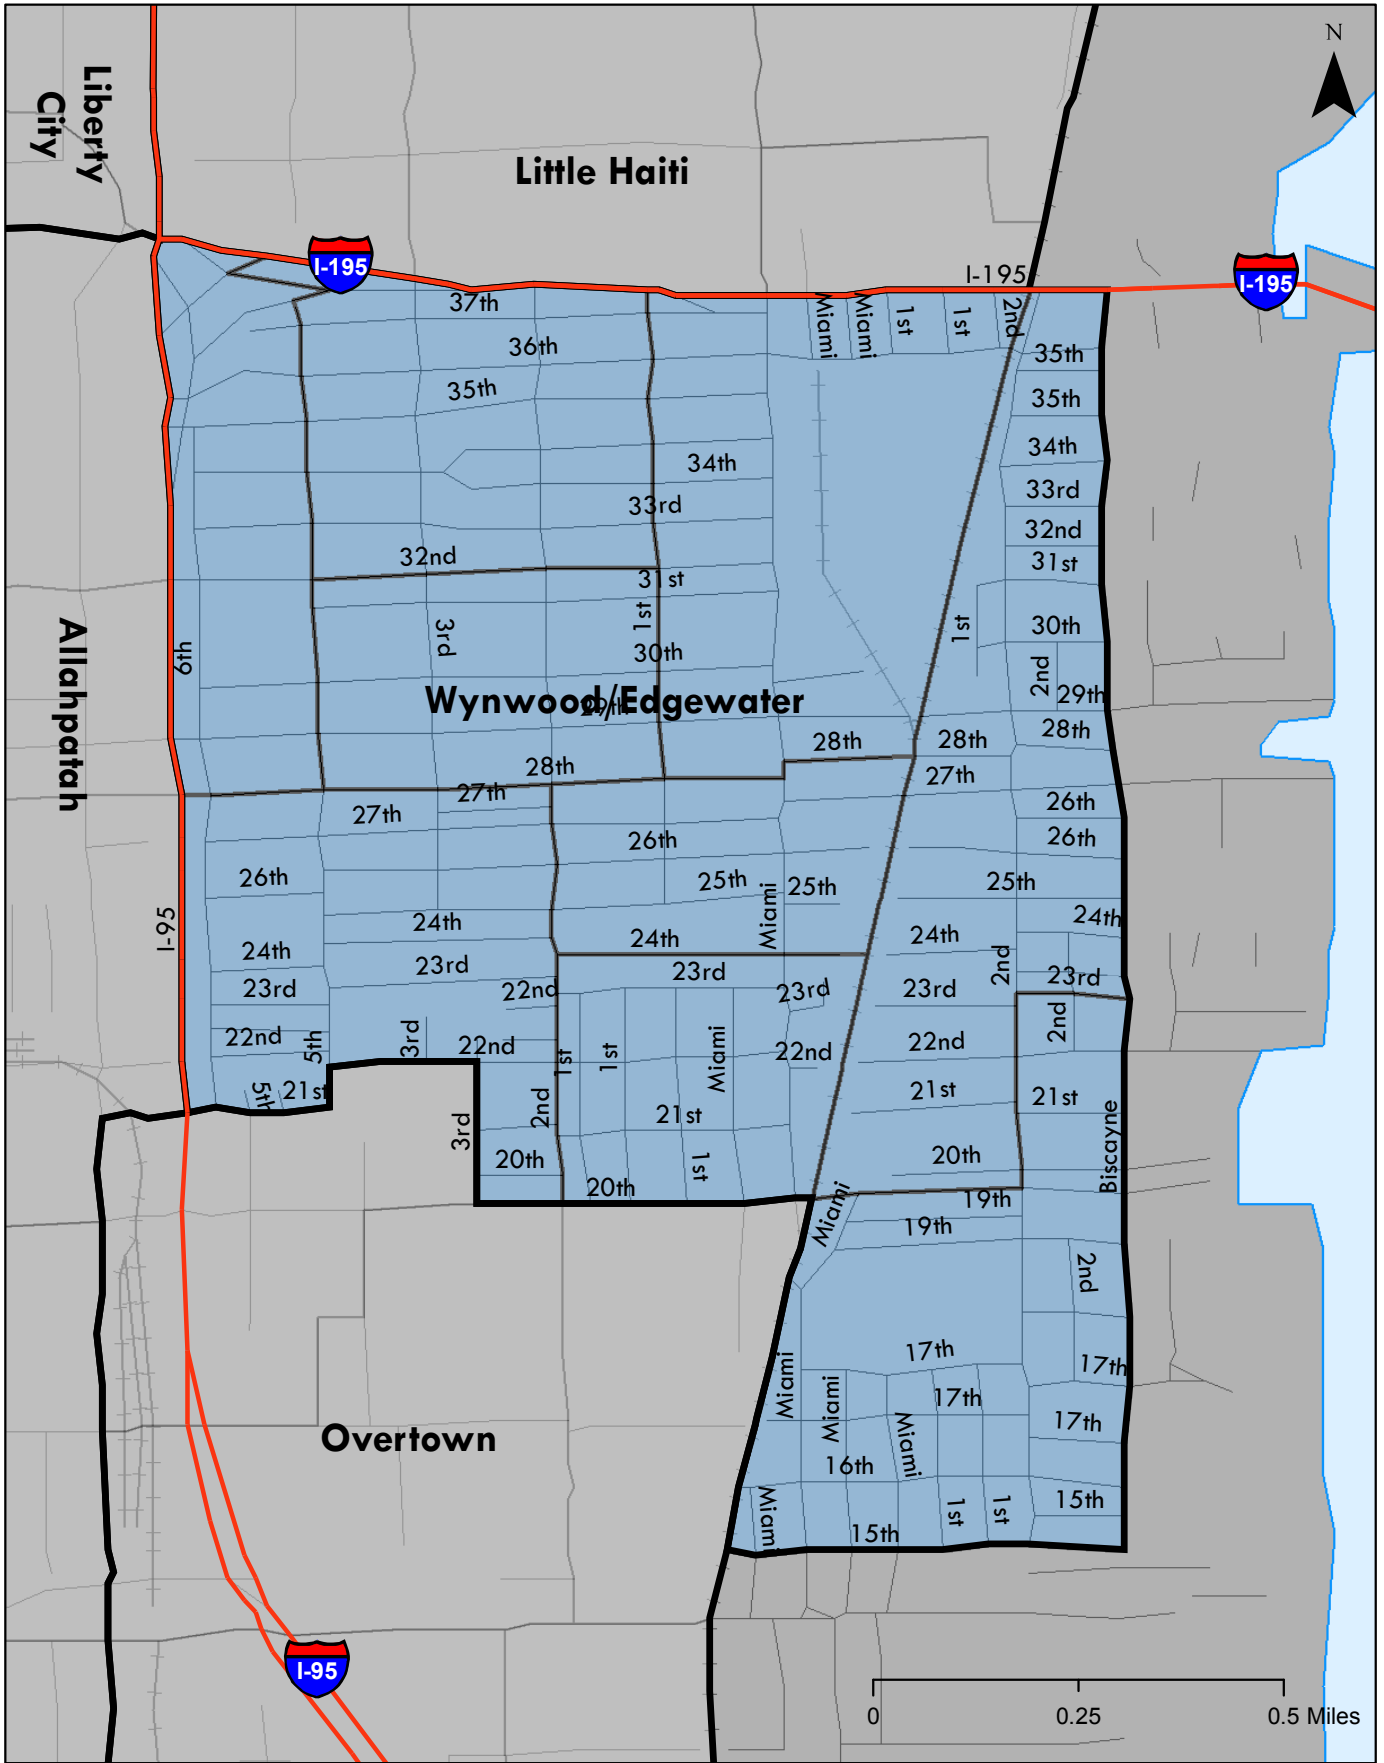 N
Liberty
City
Little Haiti
I-195
I-195
I-195
37th
Miami
Miami
1st
1st
2nd
36th
35th
35th
35th
34th
34th
33rd
33rd
32nd
32nd
31st
31st
1st
3rd
1st
30th
30th
6th
2nd
29th
Wynwood/Edgewater
29th
28th
28th
28th
28th
27th
27th
27th
26th
26th
26th
26th
25th
25th
25th
Miami
24th
24th
24th
24th
24th
I-95
Allahpatah
23rd
23rd
23rd
23rd
23rd
2nd
22nd
22nd
22nd
22nd
22nd
2nd
5th
3rd
1st
1st
Miami
5th
21st
21st
21st
21st
2nd
3rd
20th
20th
20th
1st
Biscayne
19th
19th
Miami
2nd
17th
17th
17th
17th
Miami
Miami
Miami
Overtown
16th
15th
15th
Miami
1st
1st
I-95
0
0.25
0.5 Miles